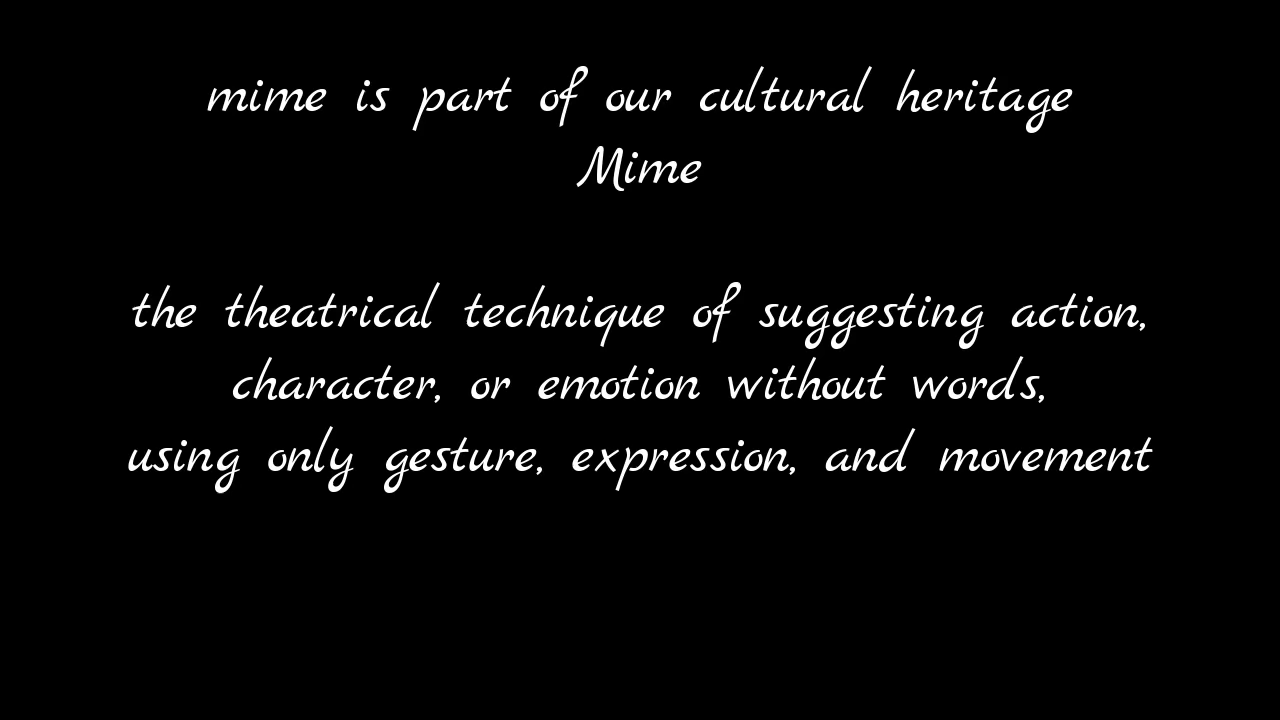 mime is part of our cultural heritage
Mime
the theatrical technique of suggesting action,
character, or emotion without words,
using only gesture, expression, and movement